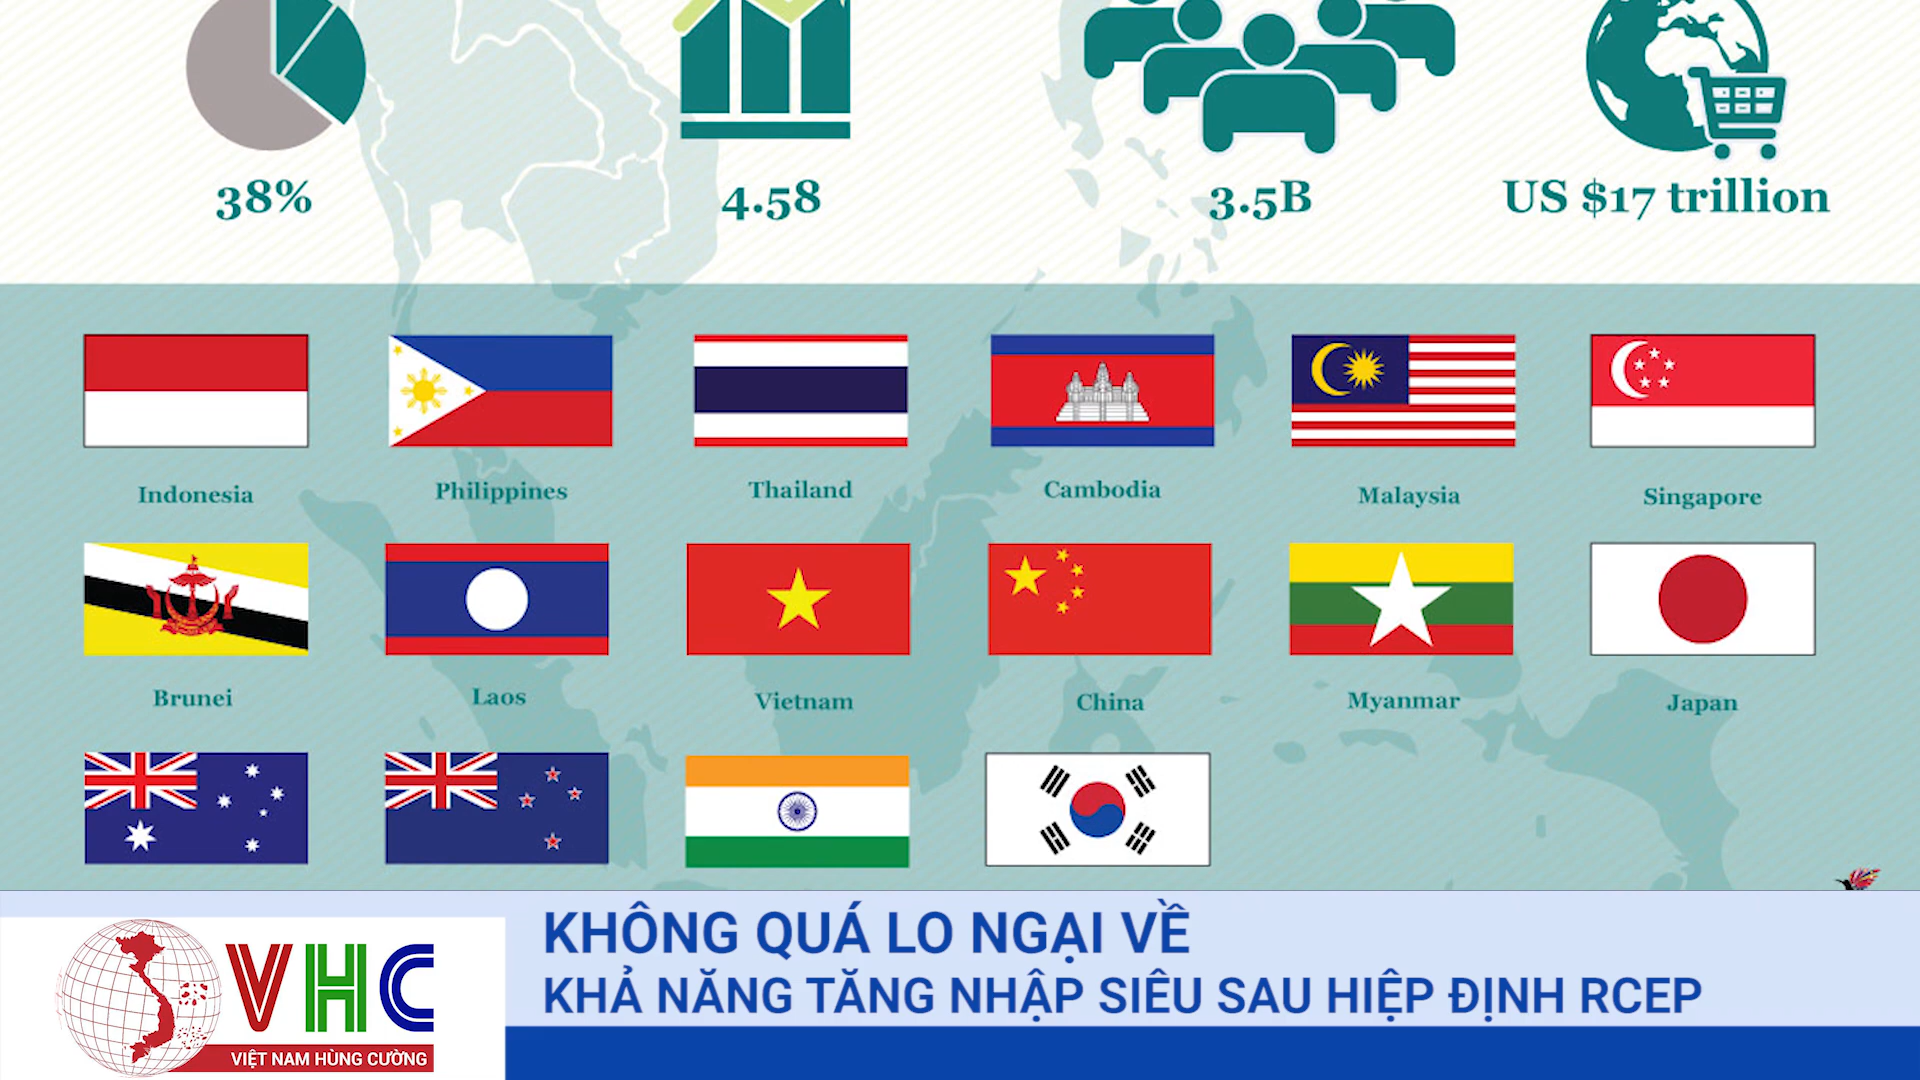 38%
4.58
3.5B
US $17 trillion
Indonesia
Philippines
Thailand
Cambodia
Malaysia
Singapore
Brunei
Laos
Vietnam
China
Myanmar
Japan
KHÔNG QUÁ LO NGẠI VỀ
KHẢ NĂNG TĂNG NHẬP SIÊU SAU HIỆP ĐỊNH RCEP
VHC
VIỆT NAM HÙNG CƯỜNG